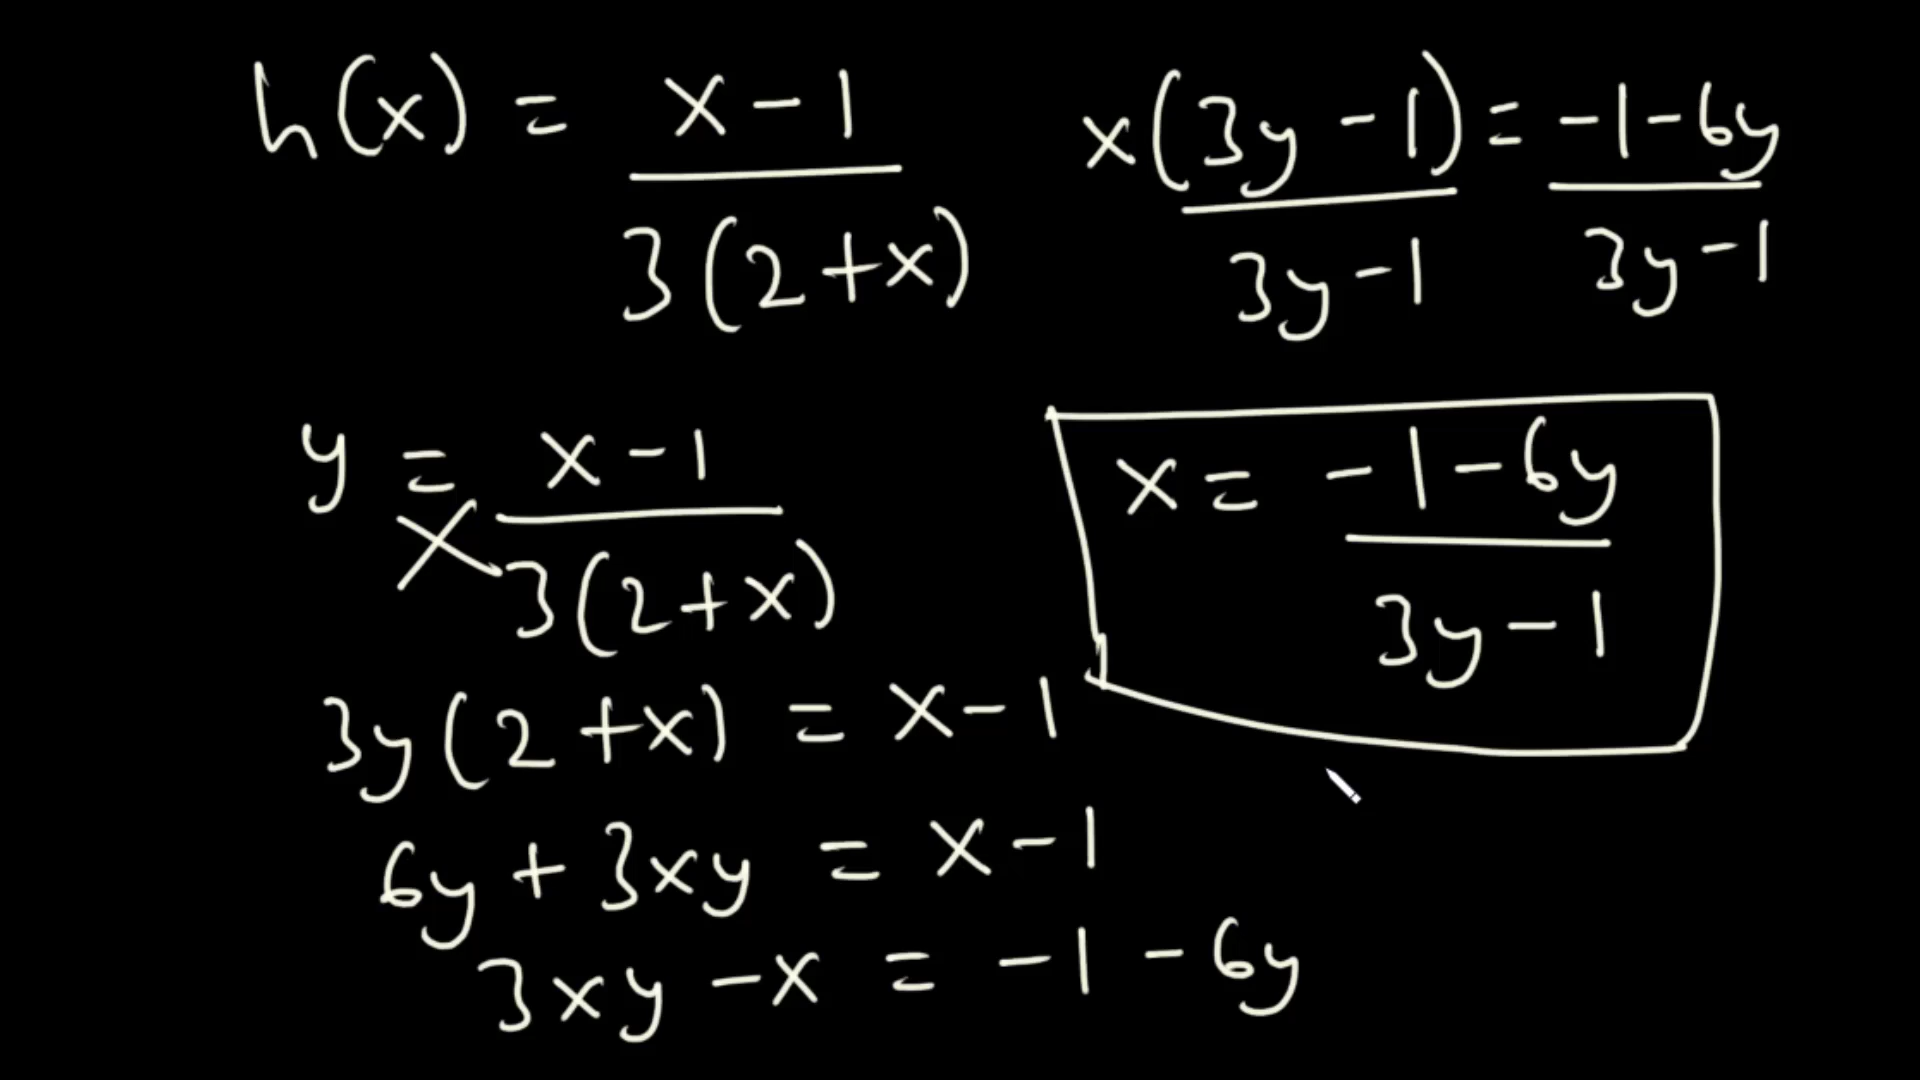 h(x) = x - 1
3(2 + x)
y = x - 1
3(2 + x)
3y(2 + x) = x - 1
6y + 3xy = x - 1
3xy - x = - 1 - 6y
x(3y - 1) = - 1 - 6y
3y - 1 3y - 1
x = - 1 - 6y
3y - 1